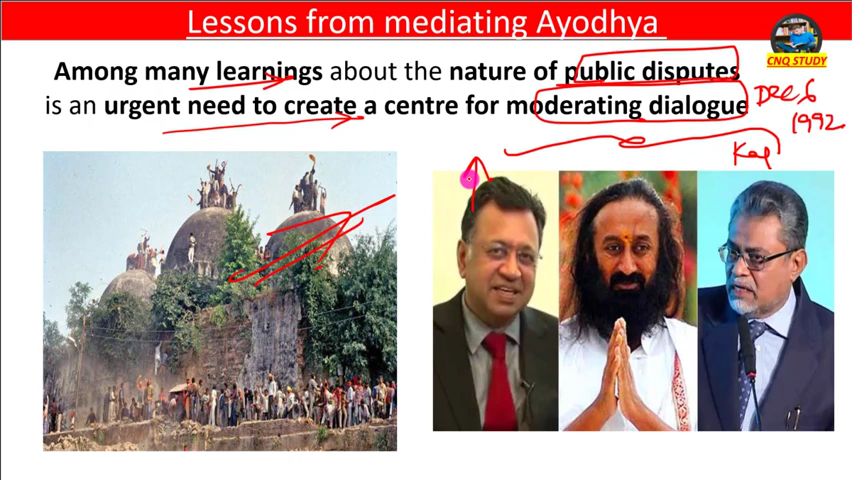 Lessons from mediating Ayodhya
CNQ STUDY
Among many learnings about the nature of public disputes
is an urgent need to create a centre for moderating dialogue
Dec 6
1992